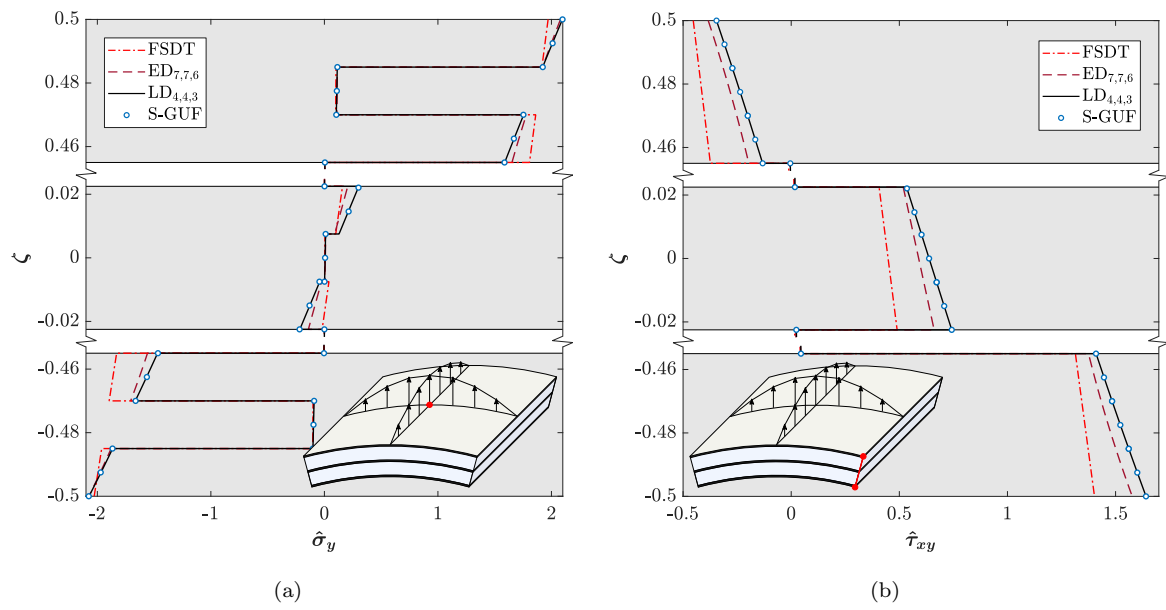 0.5
0.48
0.46
0.02
0
-0.02
-0.46
-0.48
-0.5
ζ
FSDT
ED7,7,6
LD4,4,3
S-GUF
-2
-1
0
1
2
σ̂y
(a)
0.5
0.48
0.46
0.02
0
-0.02
-0.46
-0.48
-0.5
ζ
FSDT
ED7,7,6
LD4,4,3
S-GUF
-0.5
0
0.5
1
1.5
τ̂xy
(b)